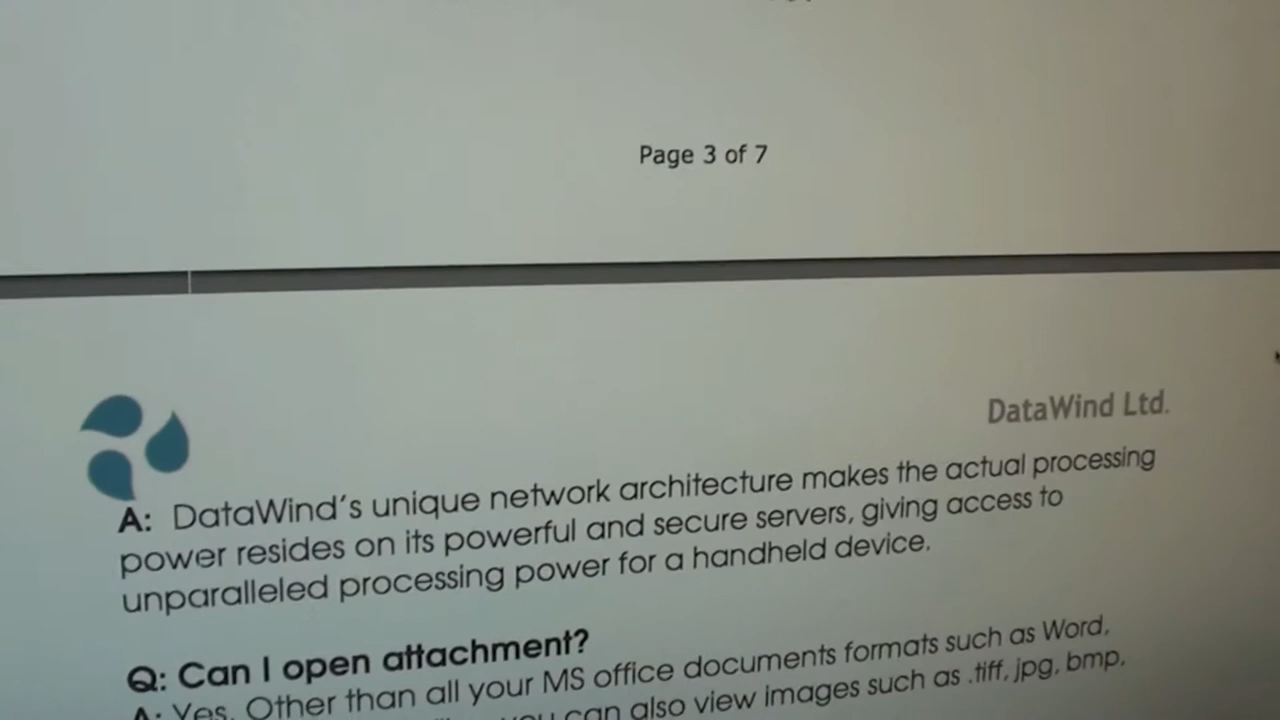 Page 3 of 7
DataWind Ltd.
A: DataWind's unique network architecture makes the actual processing
power resides on its powerful and secure servers, giving access to
unparalleled processing power for a handheld device.
Q: Can I open attachment?
A: Yes. Other than all your MS office documents formats such as Word,
you can also view images such as .tiff, jpg, bmp,